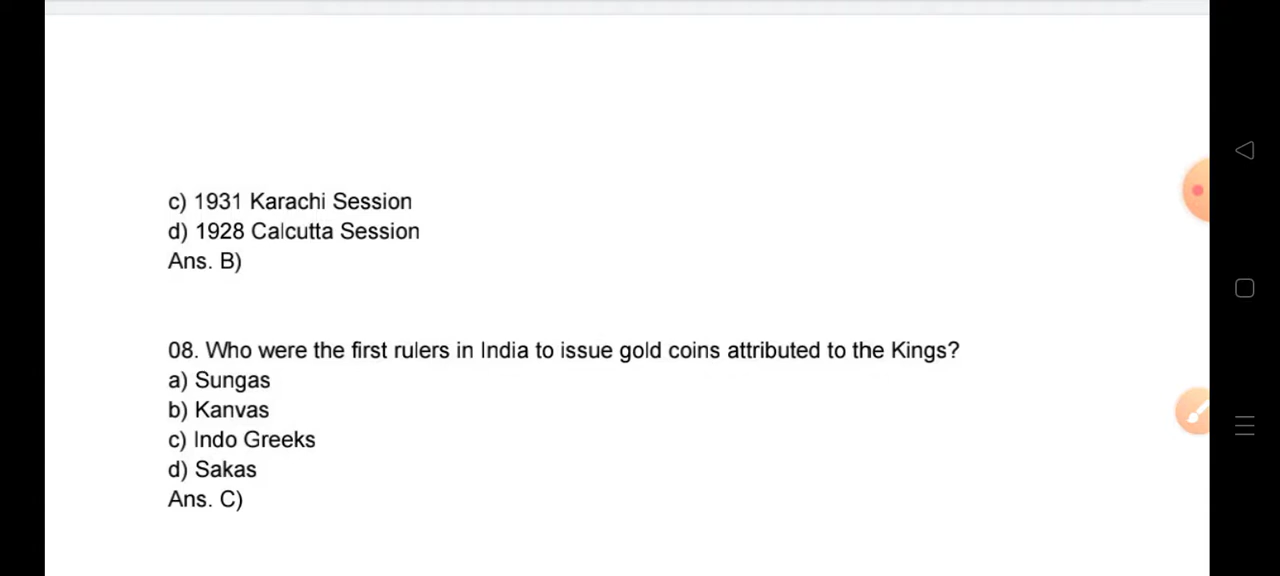 c) 1931 Karachi Session
d) 1928 Calcutta Session
Ans. B)
08. Who were the first rulers in India to issue gold coins attributed to the Kings?
a) Sungas
b) Kanvas
c) Indo Greeks
d) Sakas
Ans. C)